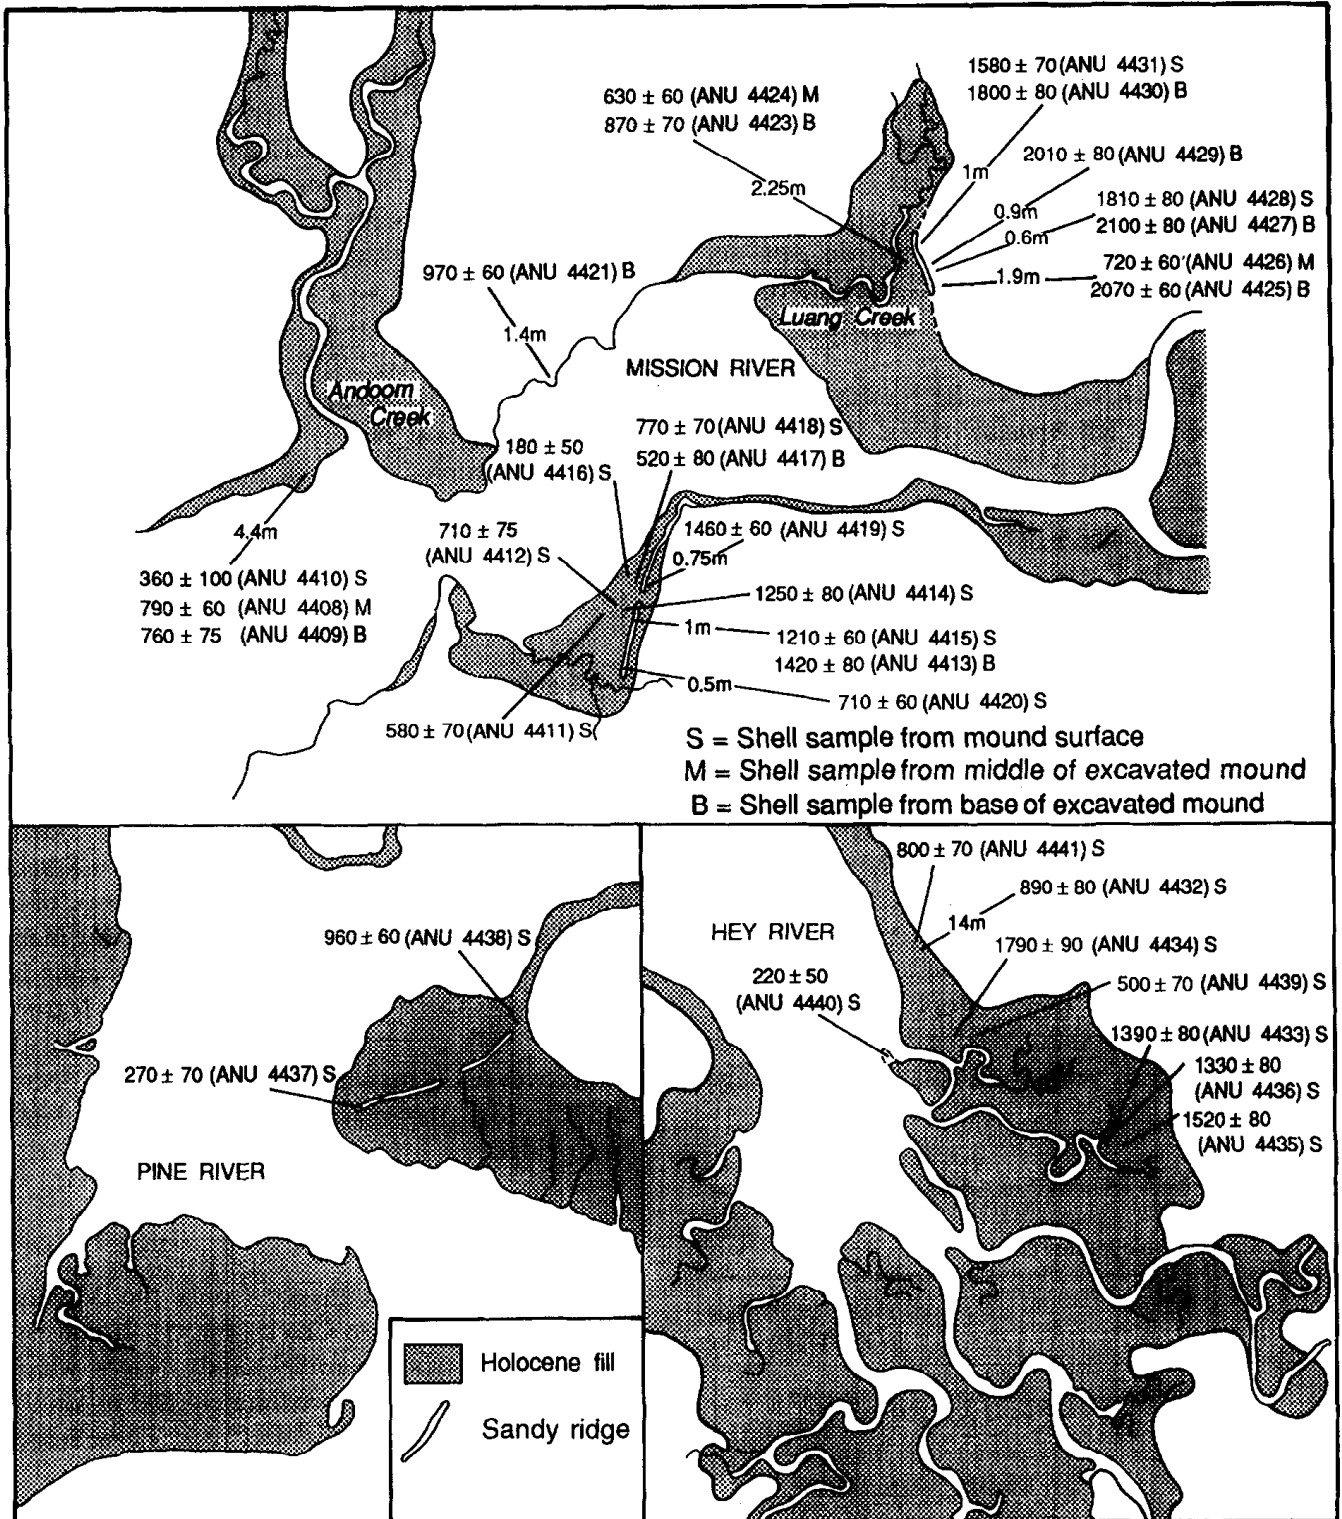 1580 ± 70 (ANU 4431) S
1800 ± 80 (ANU 4430) B
630 ± 60 (ANU 4424) M
870 ± 70 (ANU 4423) B
2010 ± 80 (ANU 4429) B
1m
2.25m
1810 ± 80 (ANU 4428) S
2100 ± 80 (ANU 4427) B
0.9m
0.6m
720 ± 60 (ANU 4426) M
2070 ± 60 (ANU 4425) B
1.9m
970 ± 60 (ANU 4421) B
1.4m
Luang Creek
MISSION RIVER
Andoom
Creek
770 ± 70 (ANU 4418) S
520 ± 80 (ANU 4417) B
180 ± 50
(ANU 4416) S
4.4m
710 ± 75
(ANU 4412) S
1460 ± 60 (ANU 4419) S
0.75m
360 ± 100 (ANU 4410) S
790 ± 60 (ANU 4408) M
760 ± 75 (ANU 4409) B
1250 ± 80 (ANU 4414) S
1m
1210 ± 60 (ANU 4415) S
1420 ± 80 (ANU 4413) B
0.5m
710 ± 60 (ANU 4420) S
580 ± 70 (ANU 4411) S
S = Shell sample from mound surface
M = Shell sample from middle of excavated mound
B = Shell sample from base of excavated mound
960 ± 60 (ANU 4438) S
270 ± 70 (ANU 4437) S
PINE RIVER
Holocene fill
Sandy ridge
800 ± 70 (ANU 4441) S
890 ± 80 (ANU 4432) S
14m
HEY RIVER
1790 ± 90 (ANU 4434) S
220 ± 50
(ANU 4440) S
500 ± 70 (ANU 4439) S
1390 ± 80 (ANU 4433) S
1330 ± 80
(ANU 4436) S
1520 ± 80
(ANU 4435) S